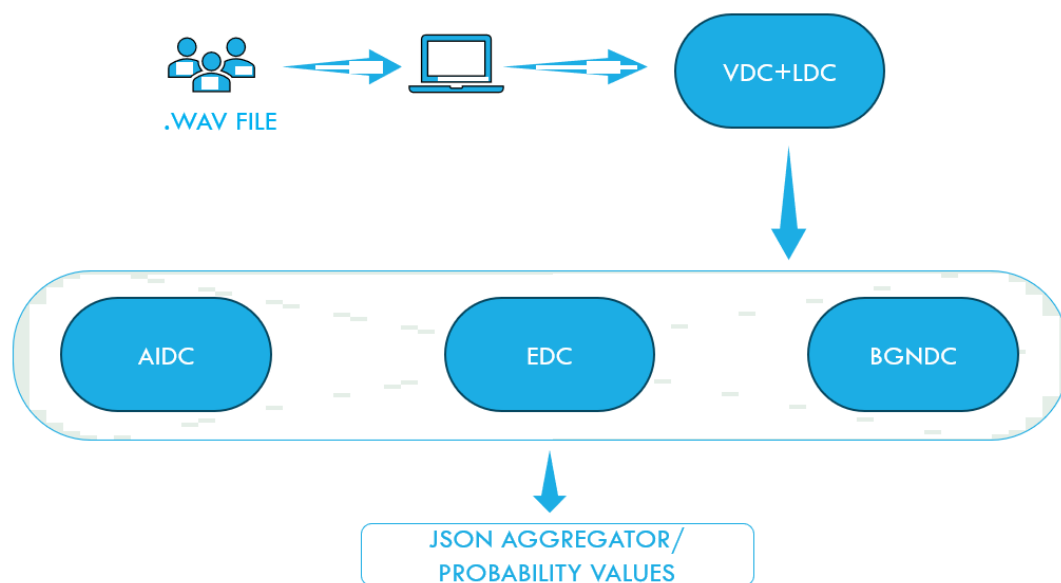 .WAV FILE
VDC+LDC
AIDC
EDC
BGNDC
JSON AGGREGATOR/
PROBABILITY VALUES